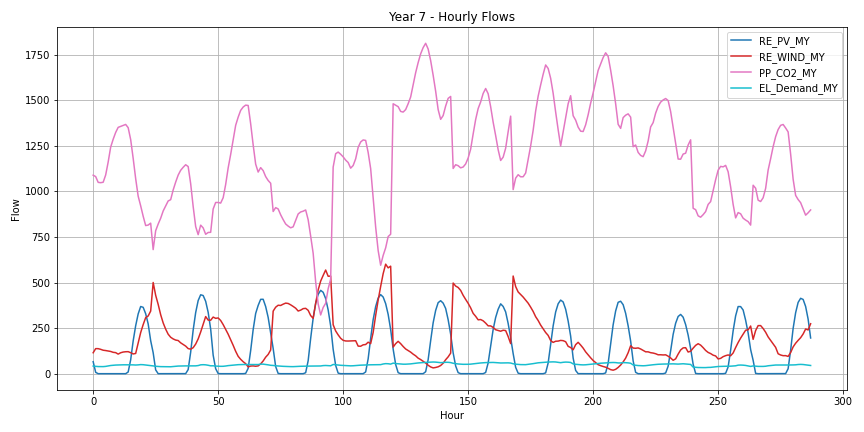 Year 7 - Hourly Flows
RE_PV_MY
RE_WIND_MY
PP_CO2_MY
EL_Demand_MY
Flow
1750
1500
1250
1000
750
500
250
0
0
50
100
150
200
250
300
Hour